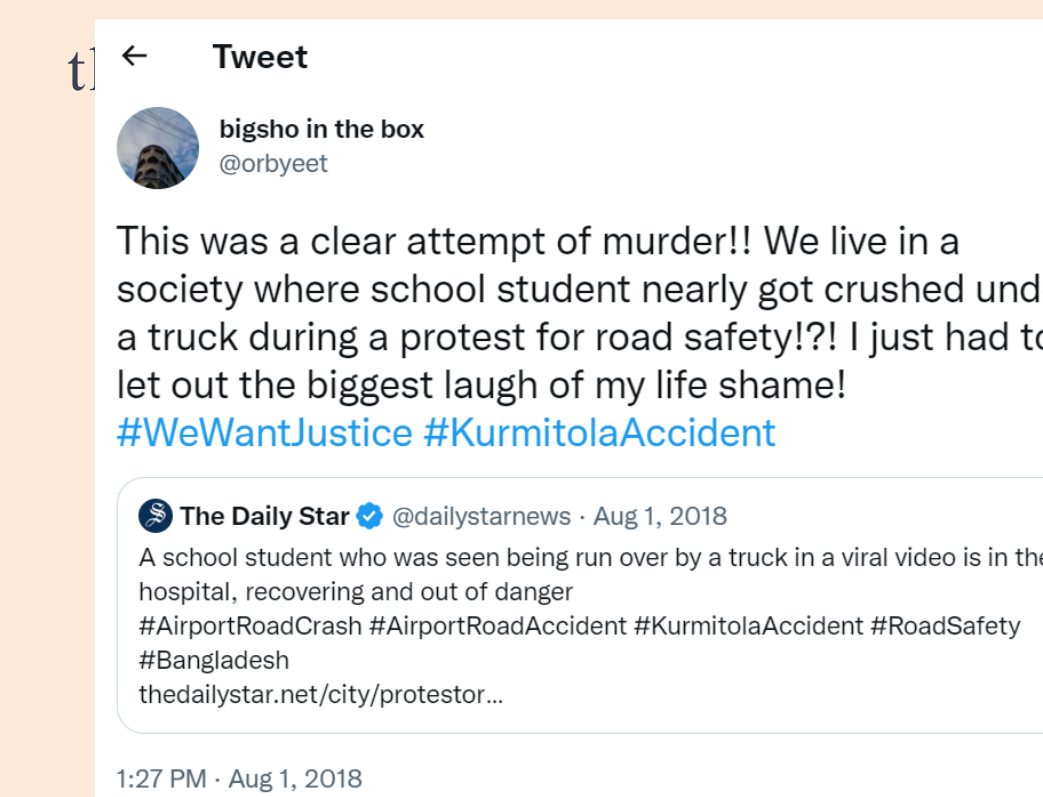 Tweet
bigsho in the box
@orbyeet
This was a clear attempt of murder!! We live in a
society where school student nearly got crushed
a truck during a protest for road safety!?! I just had
let out the biggest laugh of my life shame!
#WeWantJustice #KurmitolaAccident
The Daily Star @dailystarnews · Aug 1, 2018
A school student who was seen being run over by a truck in a viral video is in
hospital, recovering and out of danger
#AirportRoadCrash #AirportRoadAccident #KurmitolaAccident #RoadSafety
#Bangladesh
thedailystar.net/city/protestor...
1:27 PM · Aug 1, 2018